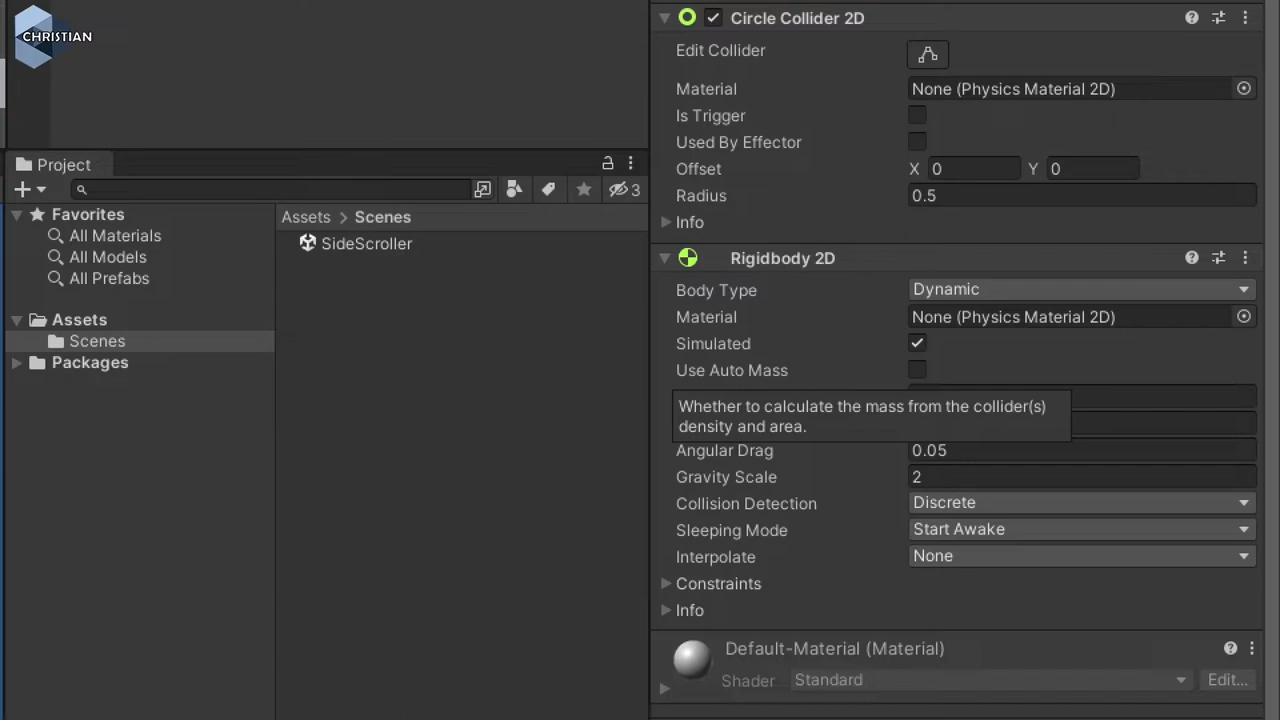 CHRISTIAN
Project
3
Favorites
All Materials
All Models
All Prefabs
Assets
Scenes
Packages
Assets > Scenes
SideScroller
Circle Collider 2D
Edit Collider
Material None (Physics Material 2D)
Is Trigger
Used By Effector
Offset X 0 Y 0
Radius 0.5
Info
Rigidbody 2D
Body Type Dynamic
Material None (Physics Material 2D)
Simulated
Use Auto Mass
Whether to calculate the mass from the collider(s)
density and area.
Angular Drag 0.05
Gravity Scale 2
Collision Detection Discrete
Sleeping Mode Start Awake
Interpolate None
Constraints
Info
Default-Material (Material)
Shader Standard Edit...